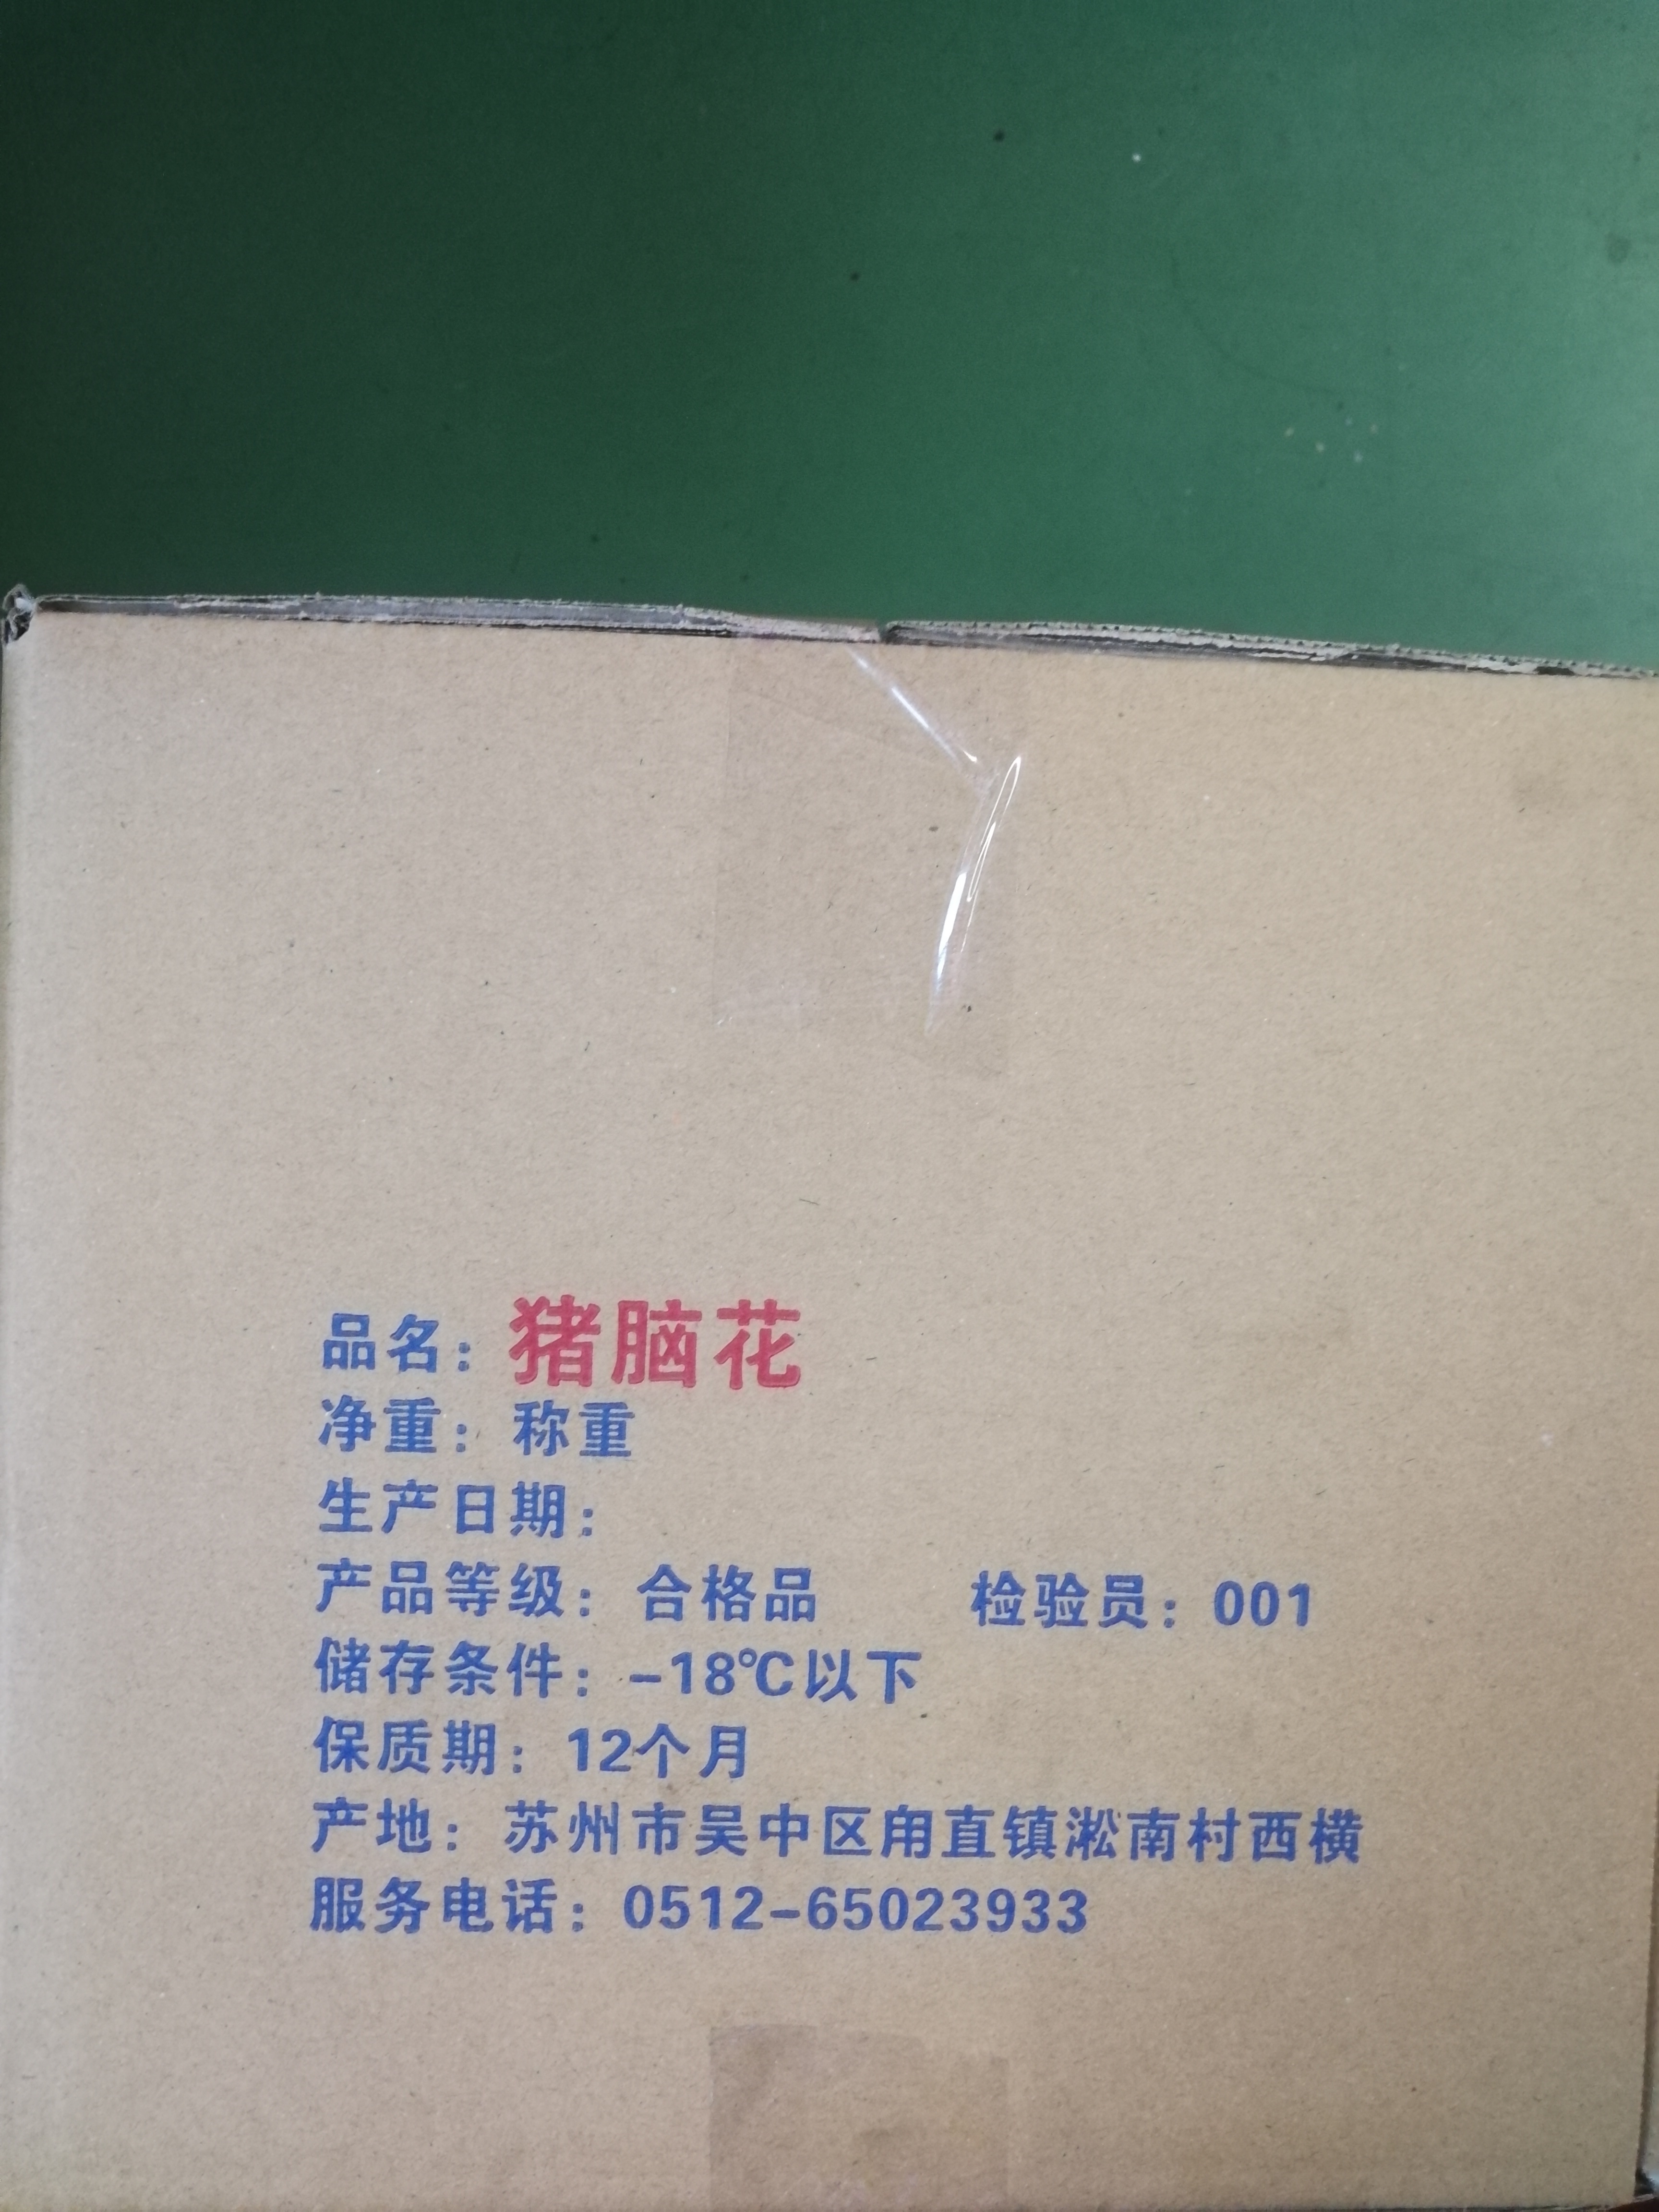 品名：猪脑花
净重：称重
生产日期：
产品等级：合格品 检验员：001
储存条件：-18℃以下
保质期：12个月
产地：苏州市吴中区甪直镇淞南村西横
服务电话：0512-65023933